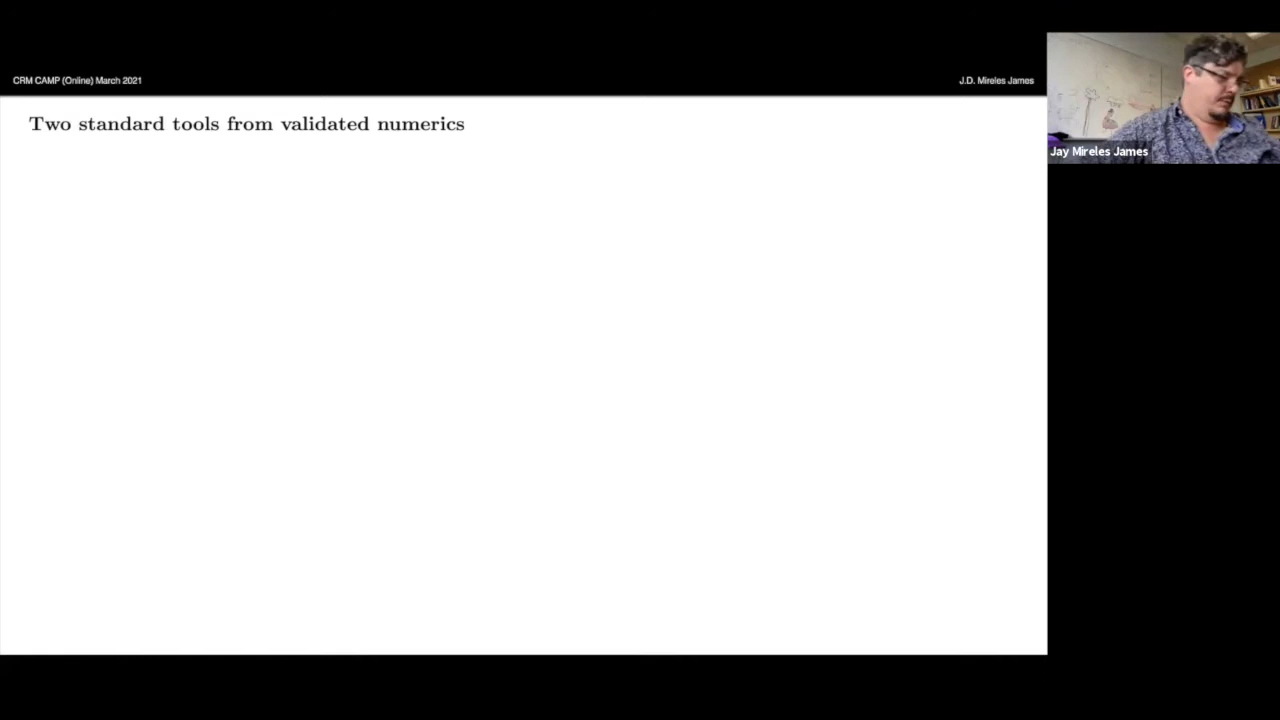 CRM CAMP (Online) March 2021
J.D. Mireles James
Two standard tools from validated numerics
Jay Mireles James